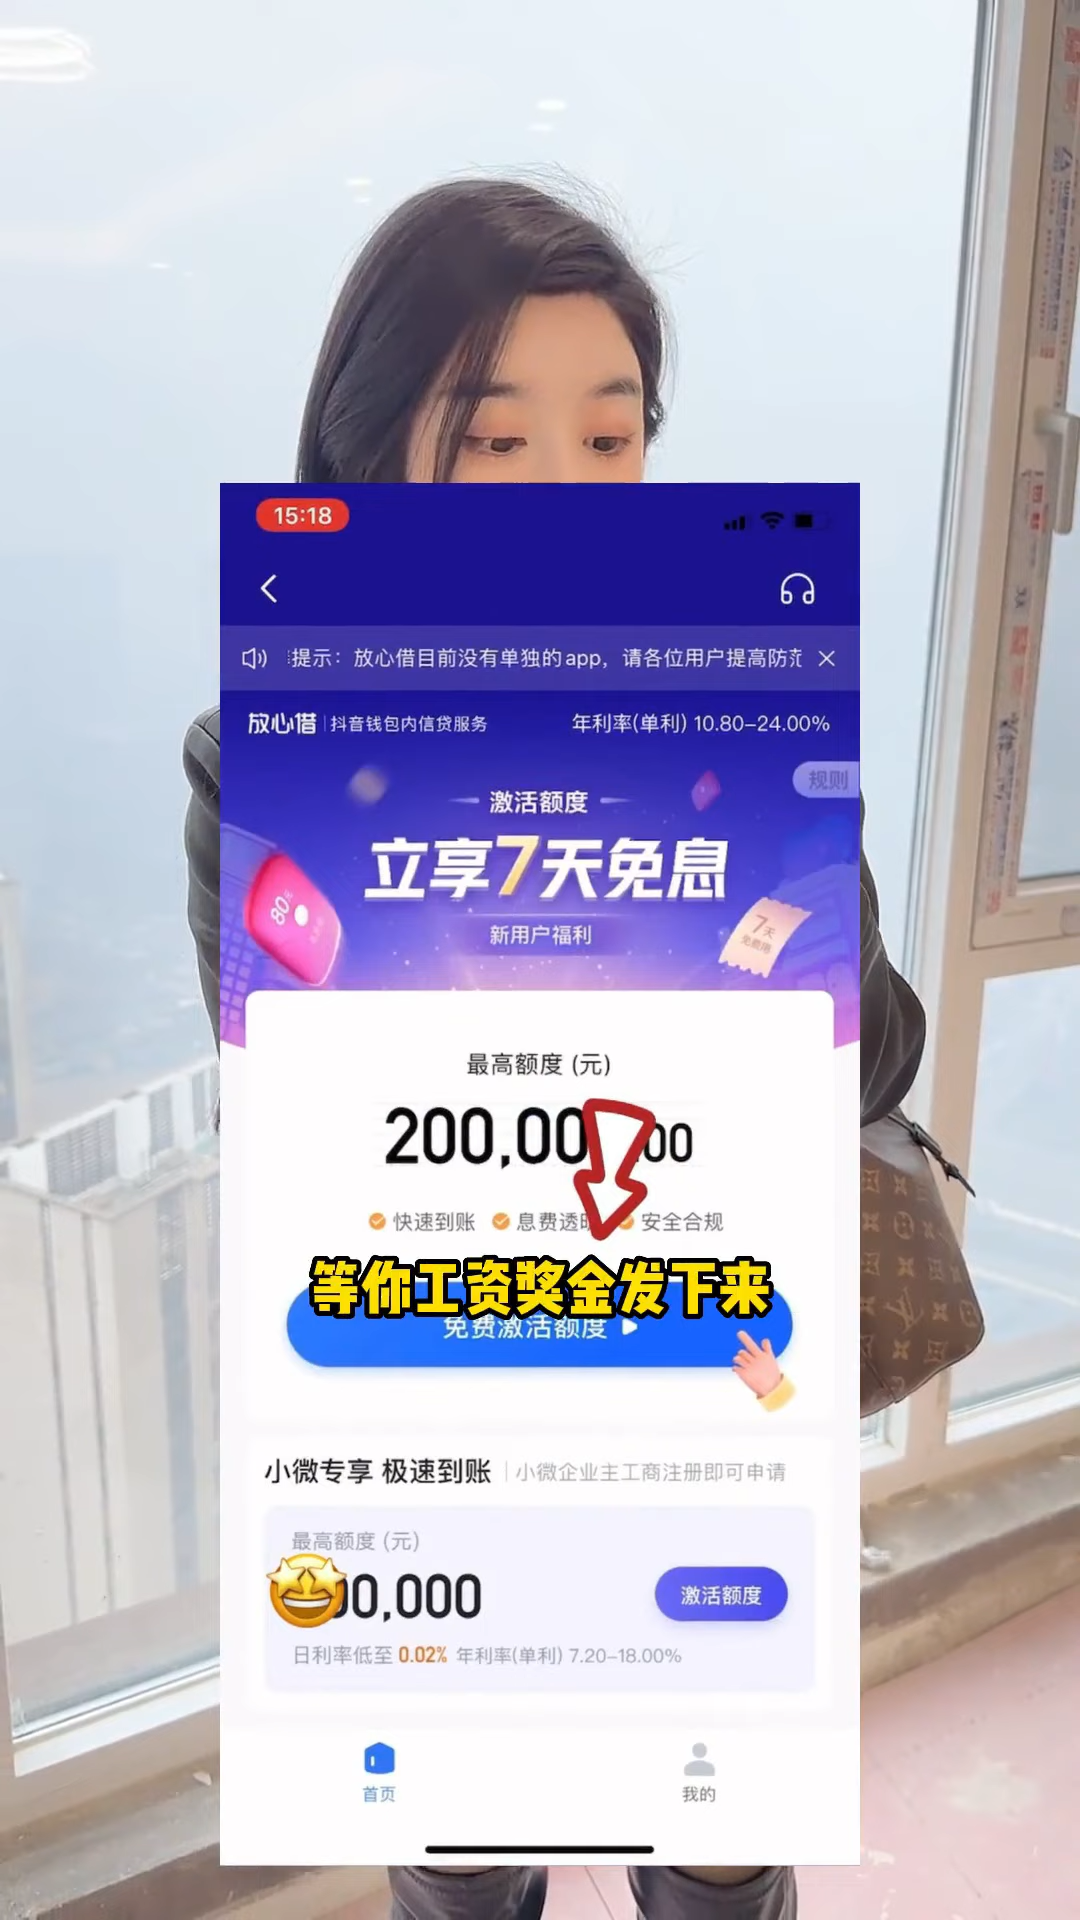 15:18
提示：放心借目前没有单独的app，请各位用户提高防范
放心借 抖音钱包内信贷服务 年利率(单利) 10.80-24.00%
规则
激活额度
立享7天免息
80元
7天
新用户福利
最高额度 (元)
200,00 00
快速到账 息费透明 安全合规
等你工资奖金发下来
免费激活额度
小微专享 极速到账 小微企业主工商注册即可申请
最高额度 (元)
00,000
激活额度
日利率低至 0.02% 年利率(单利) 7.20-18.00%
首页 我的